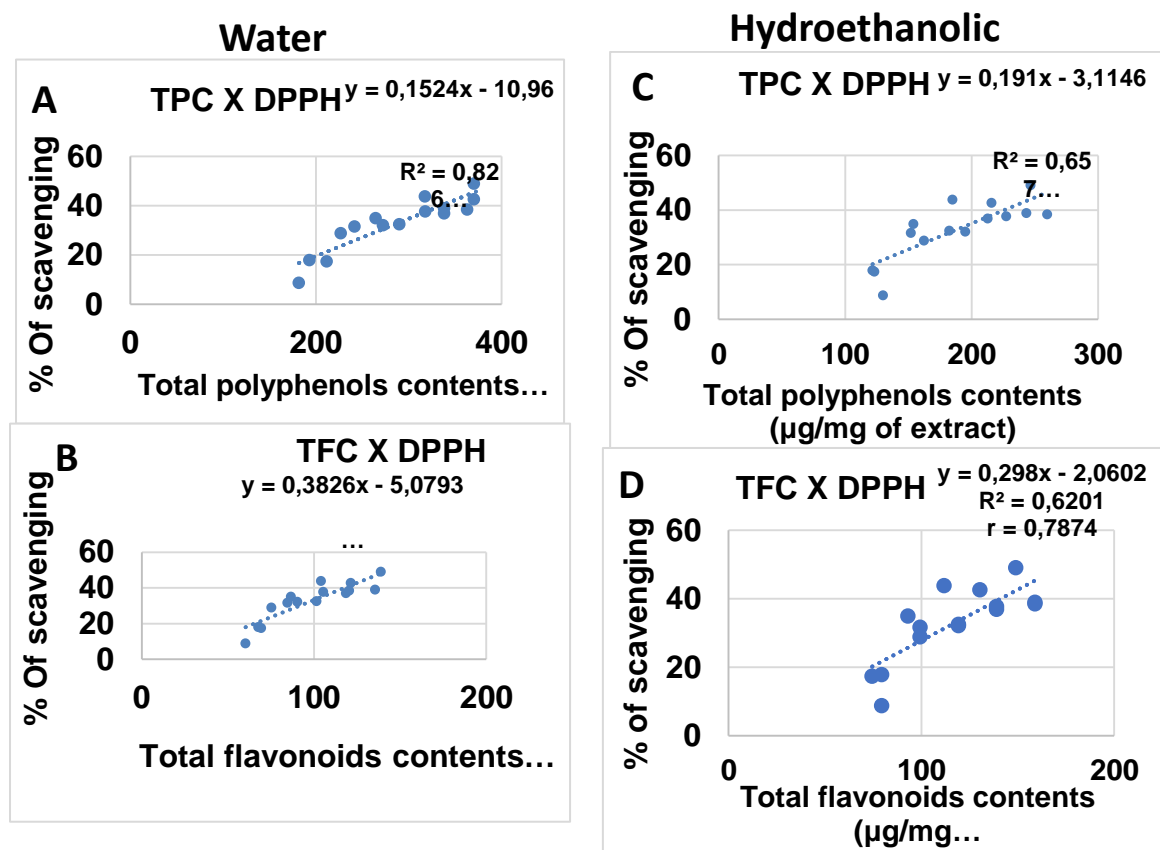 Water
A
TPC X DPPH
y = 0,1524x - 10,96
R² = 0,82
6…
% Of scavenging
60
40
20
0
0 200 400
Total polyphenols contents…
B
TFC X DPPH
y = 0,3826x - 5,0793
…
% Of scavenging
60
40
20
0
0 100 200
Total flavonoids contents…
Hydroethanolic
C
TPC X DPPH
y = 0,191x - 3,1146
R² = 0,65
7…
% Of scavenging
60
40
20
0
0 100 200 300
Total polyphenols contents
(µg/mg of extract)
D
TFC X DPPH
y = 0,298x - 2,0602
R² = 0,6201
r = 0,7874
% of scavenging
60
40
20
0
0 100 200
Total flavonoids contents
(µg/mg…